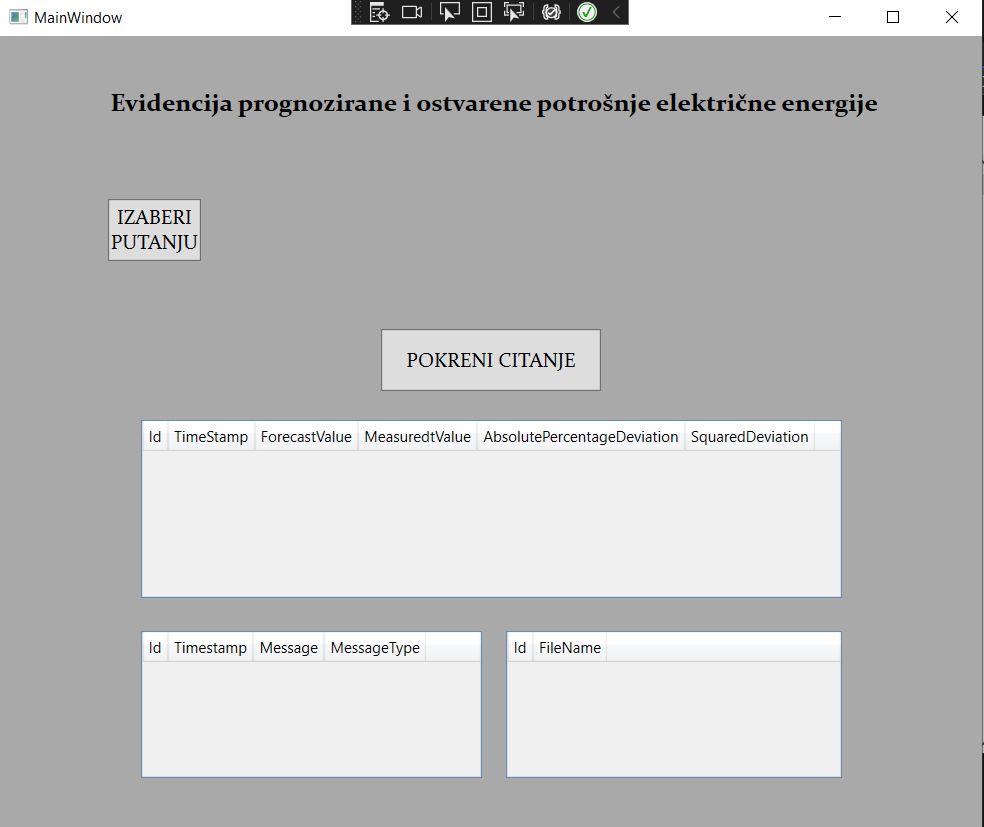 MainWindow
Evidencija prognozirane i ostvarene potrošnje električne energije
IZABERI
PUTANJU
POKRENI CITANJE
Id TimeStamp ForecastValue MeasuredtValue AbsolutePercentageDeviation SquaredDeviation
Id Timestamp Message MessageType
Id FileName